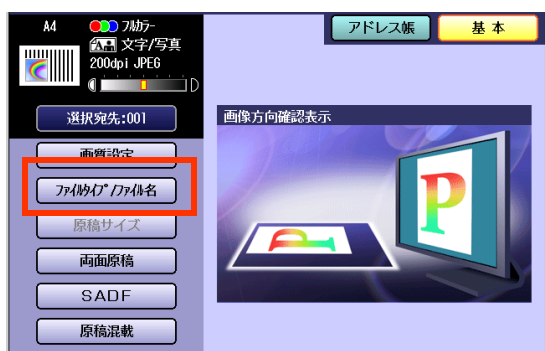 A4 フルカラー
文字/写真
200dpi JPEG
アドレス帳
基本
選択宛先:001
画質設定
ファイルタイプ/ファイル名
原稿サイズ
両面原稿
SADF
原稿混載
画像方向確認表示
P
P